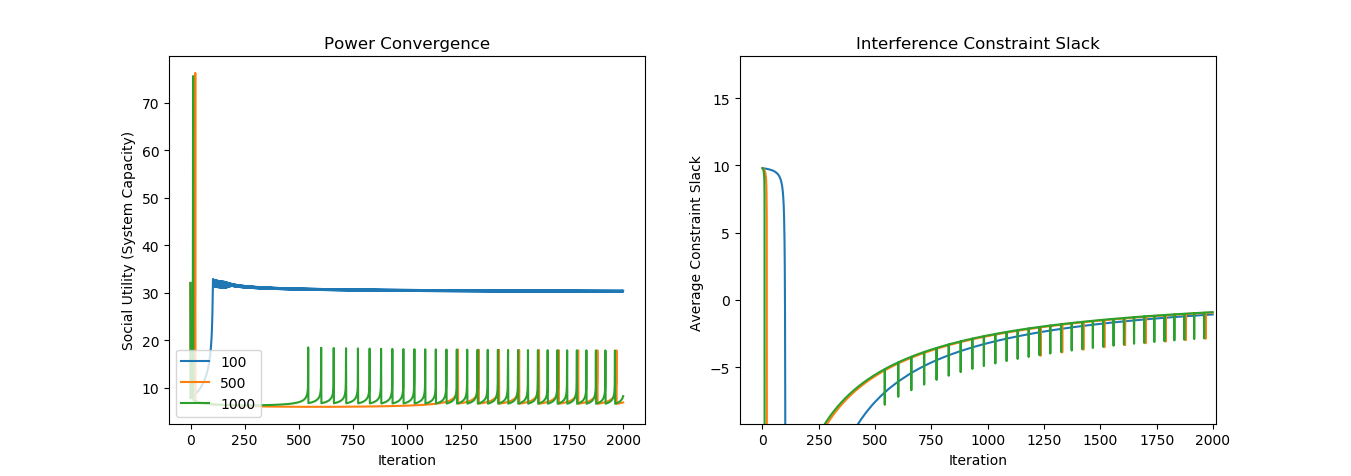 Power Convergence
Social Utility (System Capacity)
70
60
50
40
30
20
10
100
500
1000
0 250 500 750 1000 1250 1500 1750 2000
Iteration
Interference Constraint Slack
Average Constraint Slack
15
10
5
0
−5
0 250 500 750 1000 1250 1500 1750 2000
Iteration